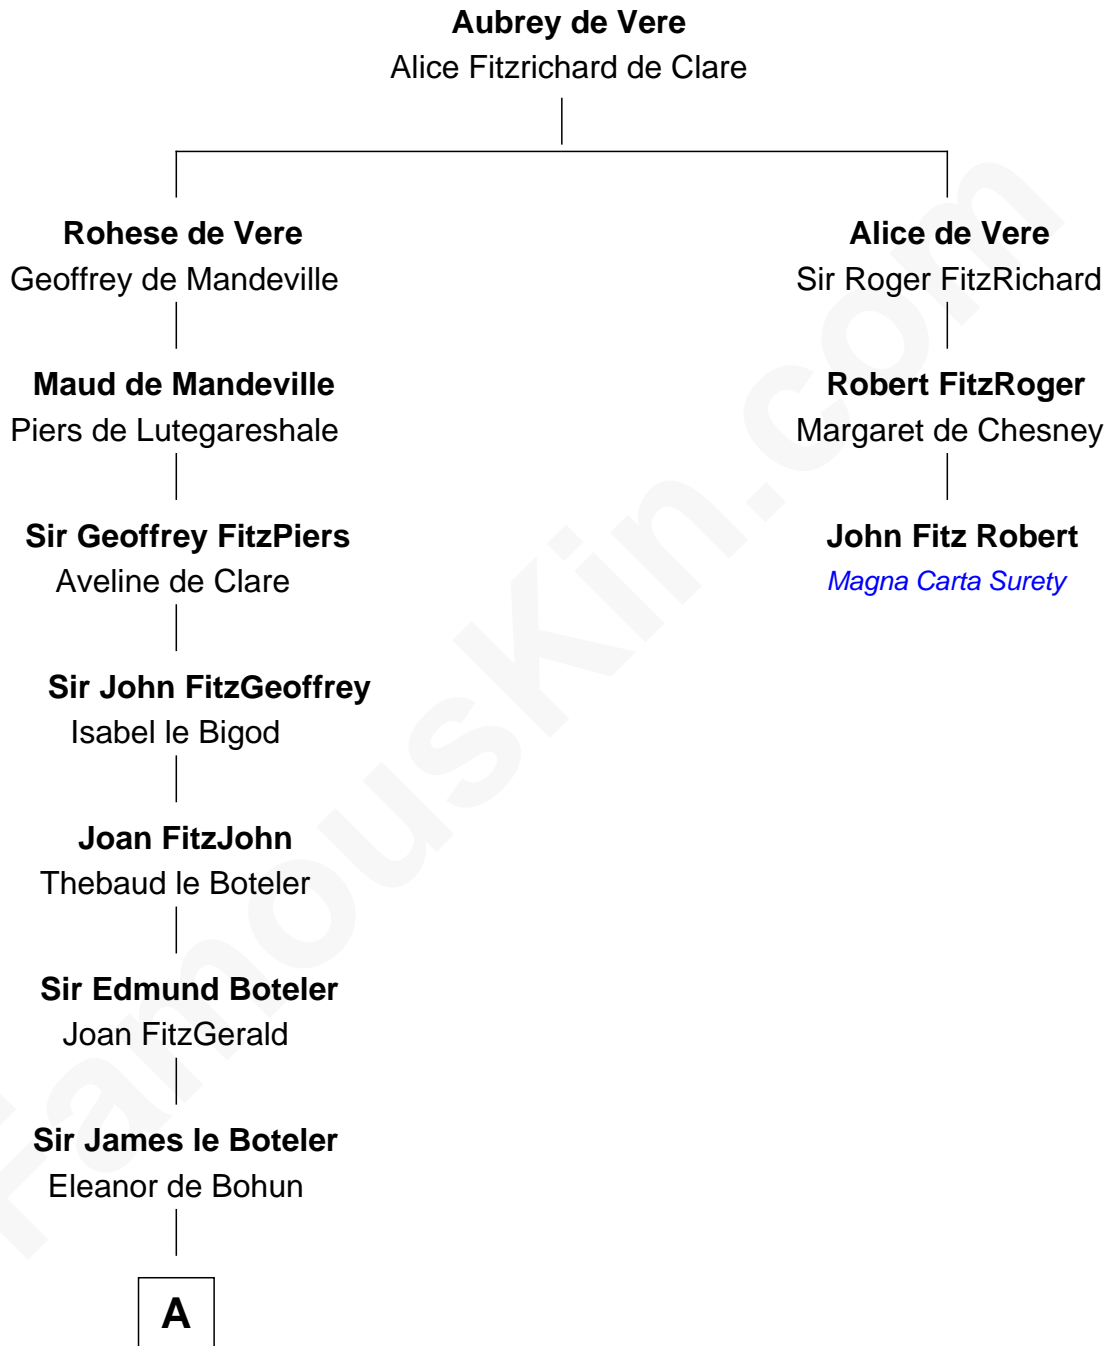 Aubrey de Vere
Alice Fitzrichard de Clare
Rohese de Vere
Geoffrey de Mandeville
Alice de Vere
Sir Roger FitzRichard
Maud de Mandeville
Piers de Lutegareshale
Robert FitzRoger
Margaret de Chesney
Sir Geoffrey FitzPiers
Aveline de Clare
John Fitz Robert
Magna Carta Surety
Sir John FitzGeoffrey
Isabel le Bigod
Joan FitzJohn
Thebaud le Boteler
Sir Edmund Boteler
Joan FitzGerald
Sir James le Boteler
Eleanor de Bohun
A
FamousKin.com